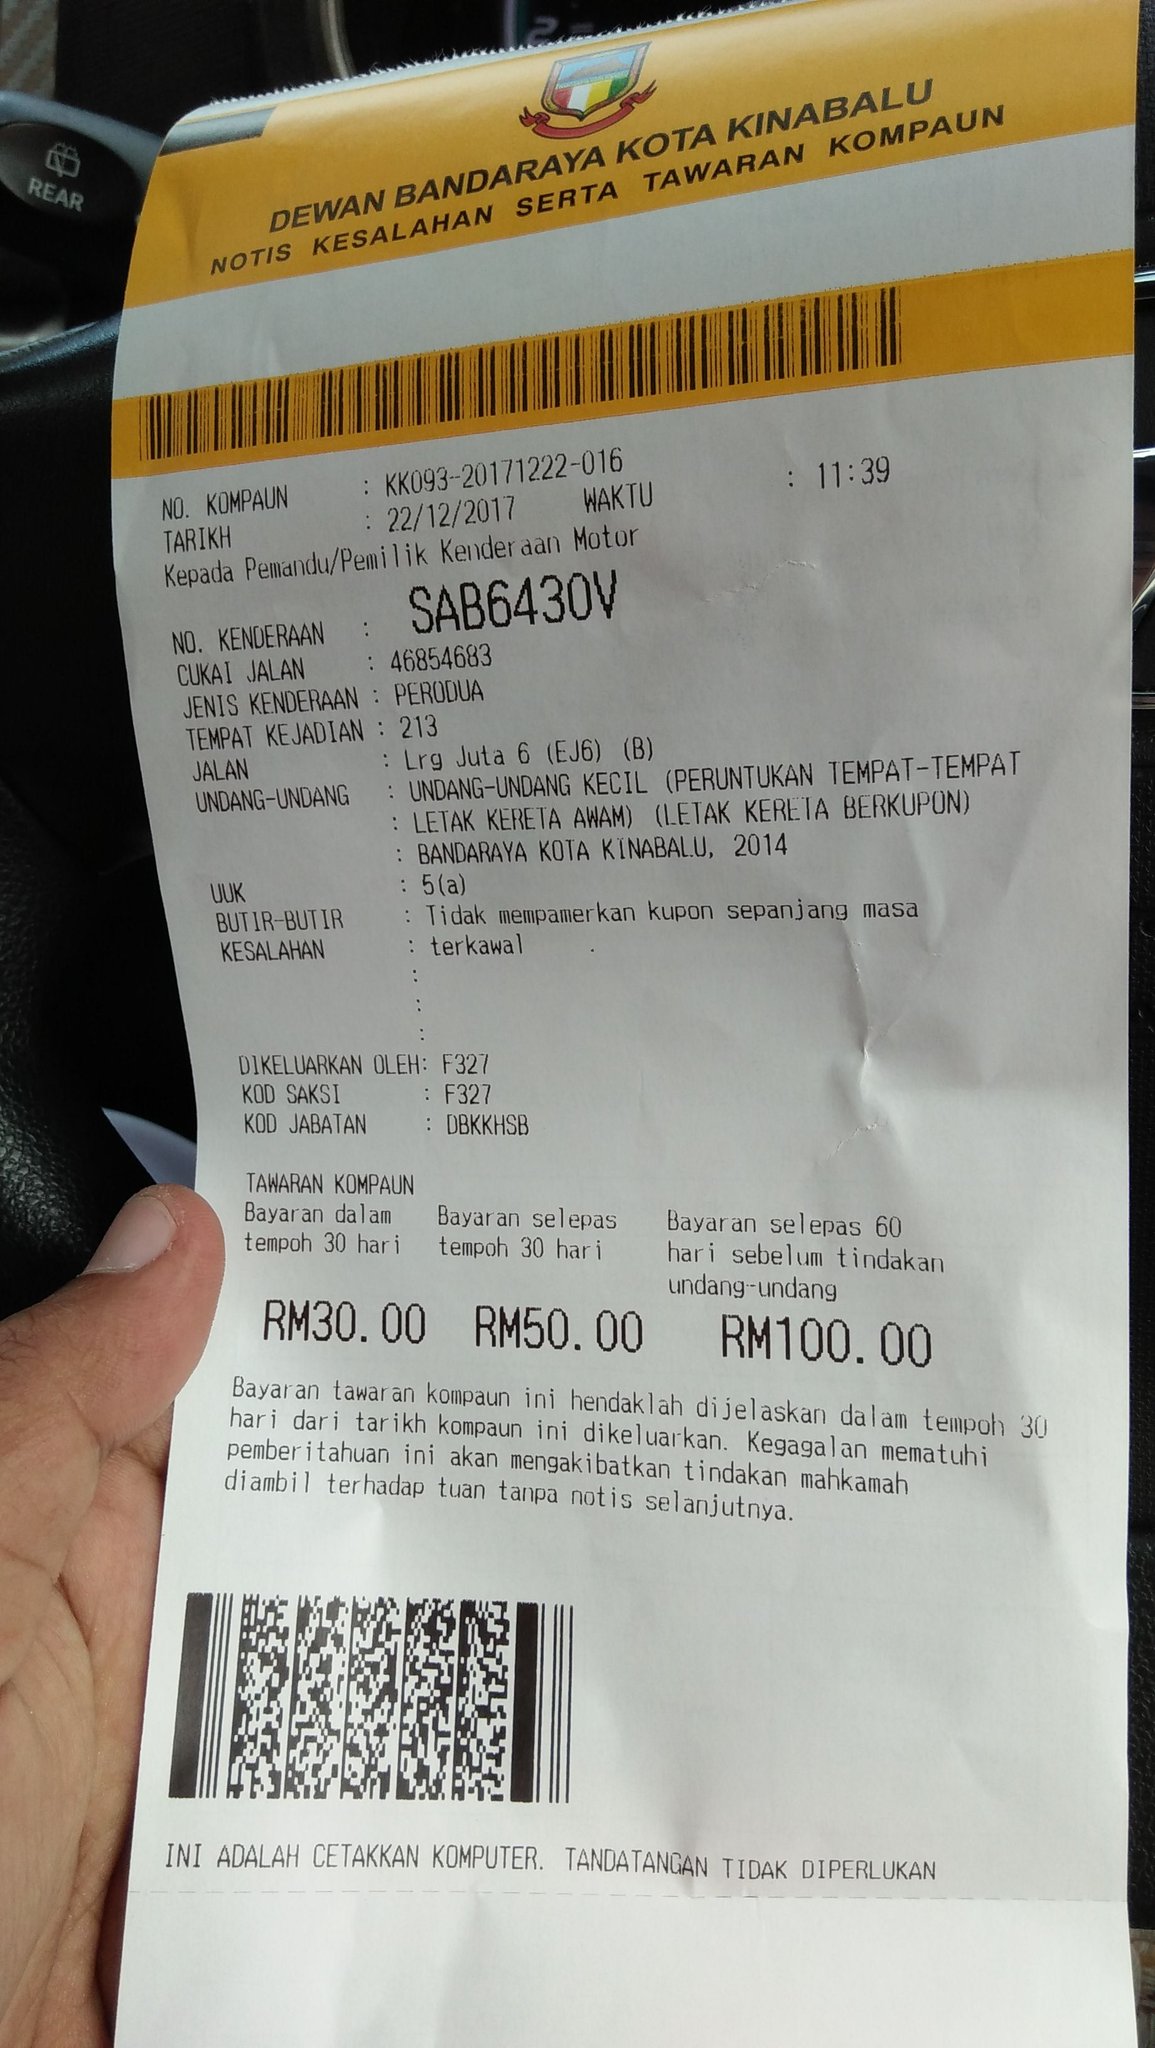 REAR
DEWAN BANDARAYA KOTA KINABALU
NOTIS KESALAHAN SERTA TAWARAN KOMPAUN
NO. KOMPAUN : KK093-20171222-016
TARIKH : 22/12/2017 WAKTU : 11:39
Kepada Pemandu/Pemilik Kenderaan Motor
NO. KENDERAAN : SAB6430V
CUKAI JALAN : 46854683
JENIS KENDERAAN : PERODUA
TEMPAT KEJADIAN : 213
JALAN : Lrg Juta 6 (EJ6) (B)
UNDANG-UNDANG : UNDANG-UNDANG KECIL (PERUNTUKAN TEMPAT-TEMPAT
: LETAK KERETA AWAM) (LETAK KERETA BERKUPON)
: BANDARAYA KOTA KINABALU, 2014
UUK : 5(a)
BUTIR-BUTIR : Tidak mempamerkan kupon sepanjang masa
KESALAHAN : terkawal
:
:
:
DIKELUARKAN OLEH: F327
KOD SAKSI : F327
KOD JABATAN : DBKKHSB
TAWARAN KOMPAUN
Bayaran dalam Bayaran selepas Bayaran selepas 60
tempoh 30 hari tempoh 30 hari hari sebelum tindakan
undang-undang
RM30.00 RM50.00 RM100.00
Bayaran tawaran kompaun ini hendaklah dijelaskan dalam tempoh 30
hari dari tarikh kompaun ini dikeluarkan. Kegagalan mematuhi
pemberitahuan ini akan mengakibatkan tindakan mahkamah
diambil terhadap tuan tanpa notis selanjutnya.
INI ADALAH CETAKKAN KOMPUTER. TANDATANGAN TIDAK DIPERLUKAN